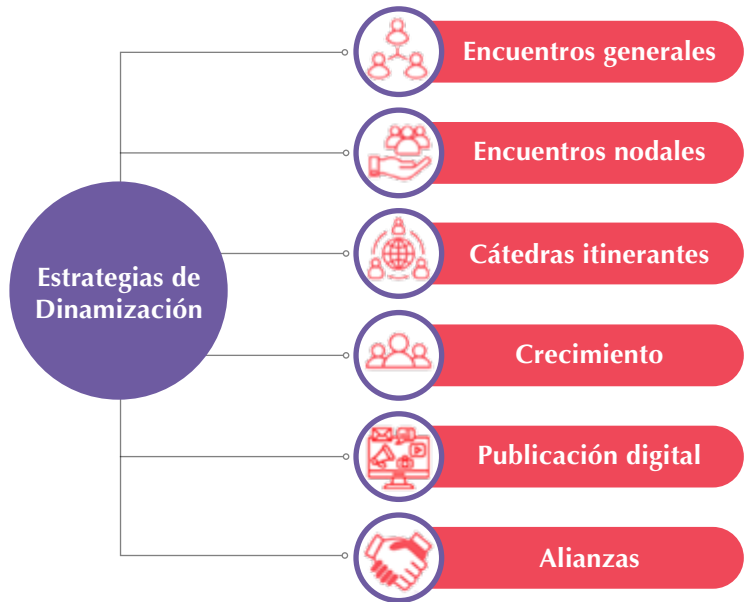 Encuentros generales
Encuentros nodales
Cátedras itinerantes
Estrategias de
Dinamización
Crecimiento
Publicación digital
Alianzas